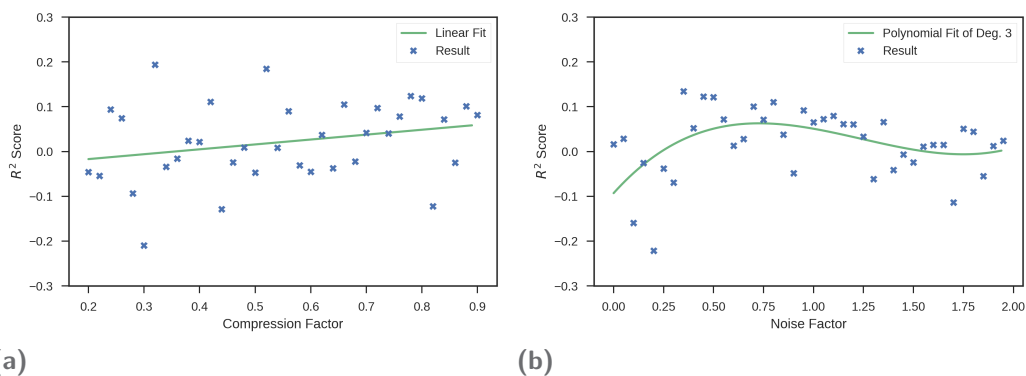 0.3
0.2
0.1
0.0
−0.1
−0.2
−0.3
R² Score
0.2 0.3 0.4 0.5 0.6 0.7 0.8 0.9
Compression Factor
Linear Fit
Result
a)
0.3
0.2
0.1
0.0
−0.1
−0.2
−0.3
R² Score
0.00 0.25 0.50 0.75 1.00 1.25 1.50 1.75 2.00
Noise Factor
Polynomial Fit of Deg. 3
Result
(b)